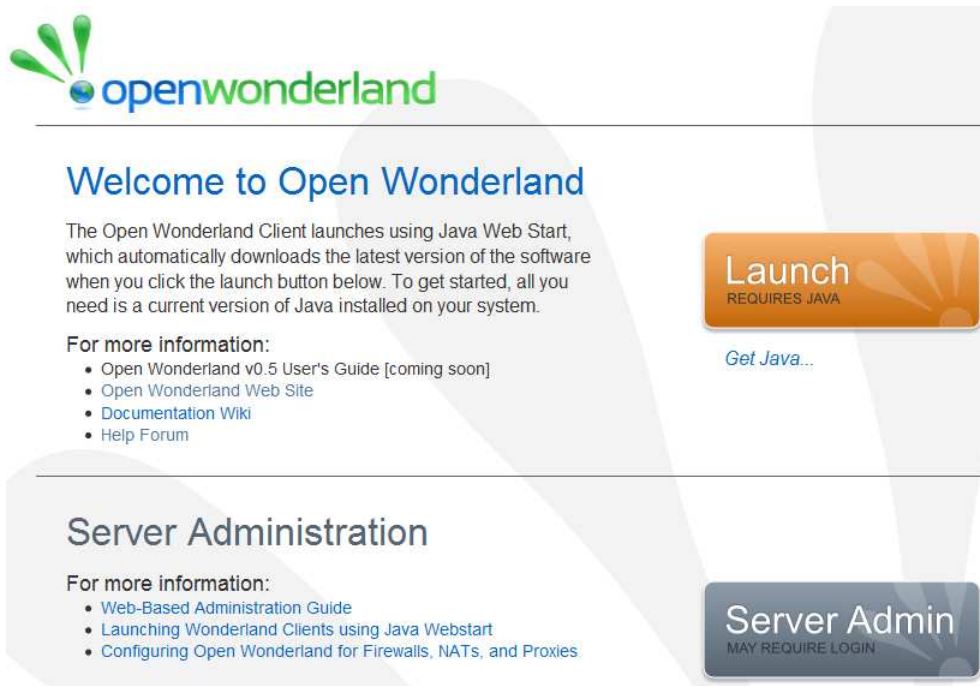 openwonderland
Welcome to Open Wonderland
The Open Wonderland Client launches using Java Web Start,
which automatically downloads the latest version of the software
when you click the launch button below. To get started, all you
need is a current version of Java installed on your system.
Launch
REQUIRES JAVA
Get Java...
For more information:
• Open Wonderland v0.5 User's Guide [coming soon]
• Open Wonderland Web Site
• Documentation Wiki
• Help Forum
Server Administration
For more information:
• Web-Based Administration Guide
• Launching Wonderland Clients using Java Webstart
• Configuring Open Wonderland for Firewalls, NATs, and Proxies
Server Admin
MAY REQUIRE LOGIN